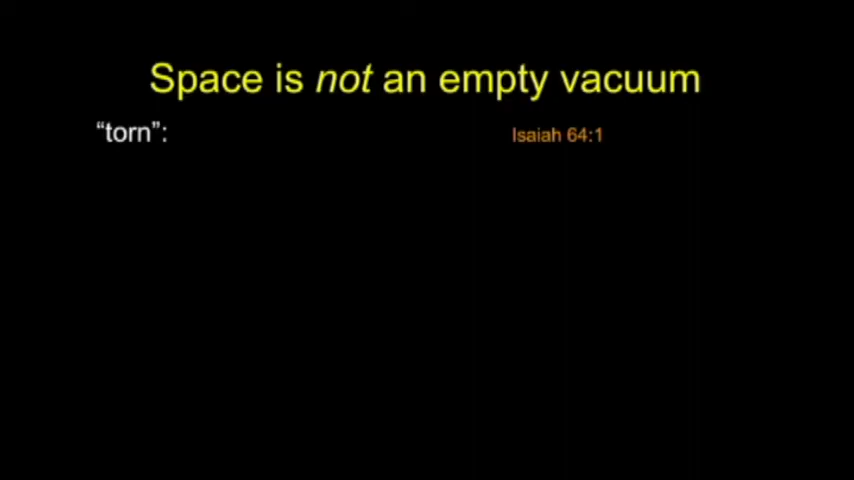 Space is not an empty vacuum
“torn”: Isaiah 64:1